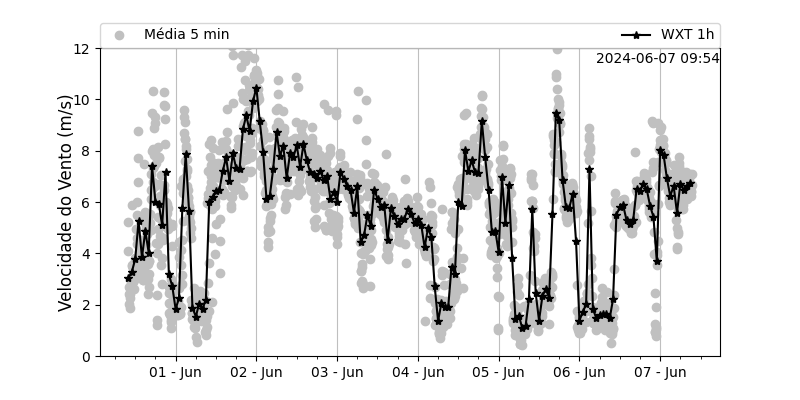 Média 5 min
WXT 1h
2024-06-07 09:54
Velocidade do Vento (m/s)
12
10
8
6
4
2
0
01 - Jun
02 - Jun
03 - Jun
04 - Jun
05 - Jun
06 - Jun
07 - Jun